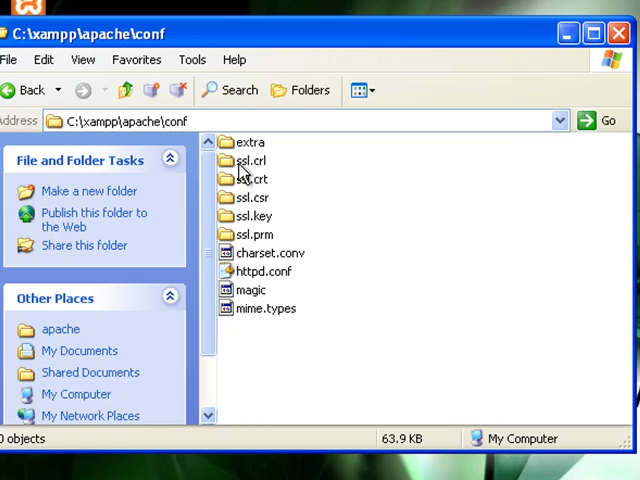 C:\xampp\apache\conf
File Edit View Favorites Tools Help
Back Search Folders
Address C:\xampp\apache\conf Go
File and Folder Tasks
Make a new folder
Publish this folder to
the Web
Share this folder
Other Places
apache
My Documents
Shared Documents
My Computer
My Network Places
extra
ssl.crl
ssl.crt
ssl.csr
ssl.key
ssl.prm
charset.conv
httpd.conf
magic
mime.types
0 objects 63.9 KB My Computer